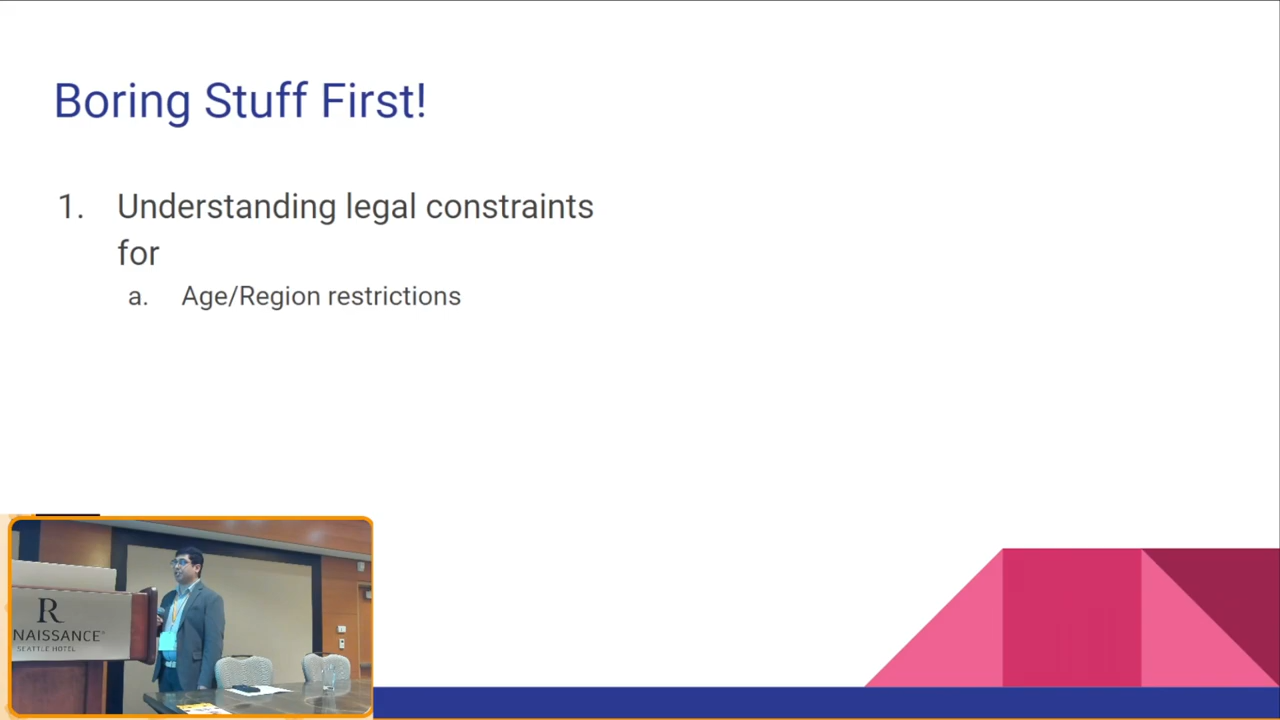 Boring Stuff First!
1. Understanding legal constraints
for
a. Age/Region restrictions
R
NAISSANCE
SEATTLE HOTEL